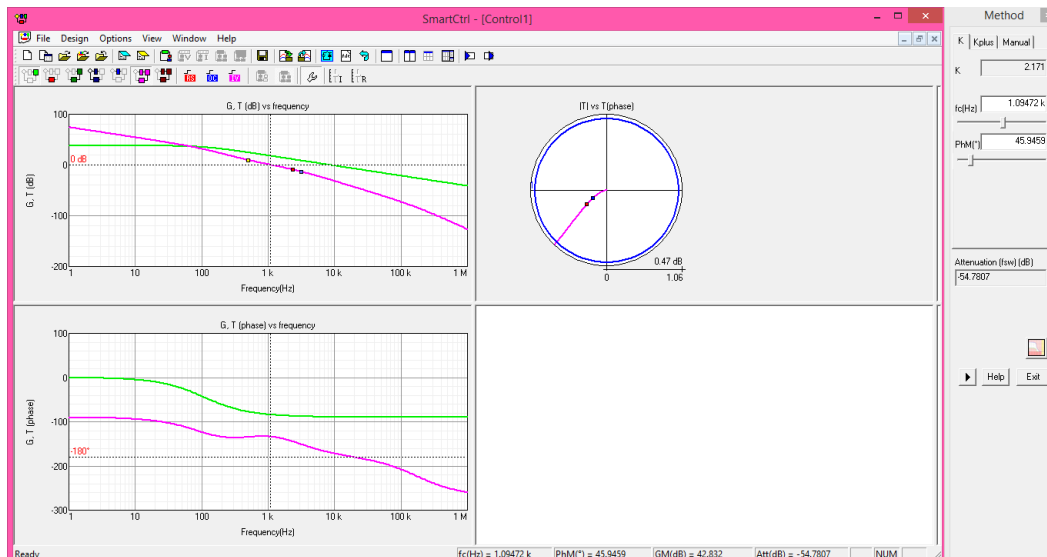 SmartCtrl - [Control1]
File Design Options View Window Help
G, T (dB) vs frequency
100
0 dB
0
-100
-200
G, T (dB)
1 10 100 1 k 10 k 100 k 1 M
Frequency(Hz)
|T| vs T(phase)
0.47 dB
0 1.06
G, T (phase) vs frequency
100
0
-100
-180°
-200
-300
G, T (phase)
1 10 100 1 k 10 k 100 k 1 M
Frequency(Hz)
Ready
fc(Hz) = 1.09472 k PhM(°) = 45.9459 GM(dB) = 42.832 Att(dB) = -54.7807 NUM
Method
K Kplus Manual
K 2.171
fc(Hz) 1.09472 k
PhM(°) 45.9459
Attenuation (fsw) (dB)
-54.7807
Help Exit